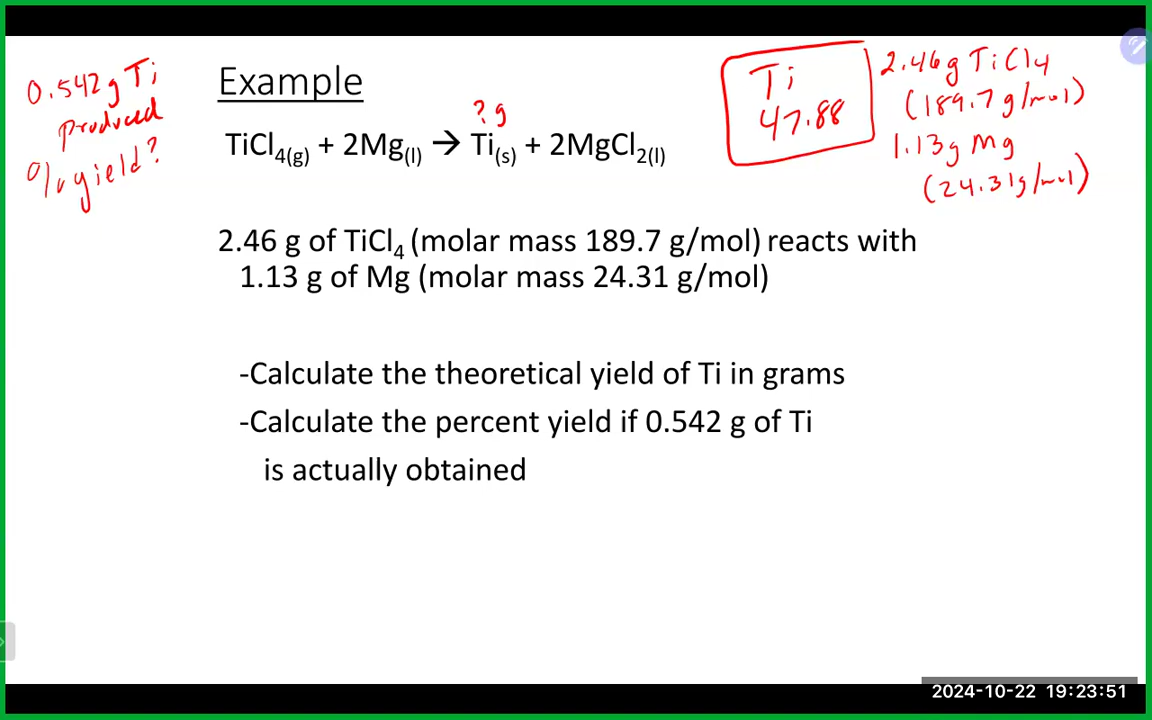 0.542 g Ti
produced
% yield?
Example
? g
TiCl4(g) + 2Mg(l) → Ti(s) + 2MgCl2(l)
Ti
47.88
2.46g TiCl4
(189.7 g/mol)
1.13g Mg
(24.31g/mol)
2.46 g of TiCl4 (molar mass 189.7 g/mol) reacts with
1.13 g of Mg (molar mass 24.31 g/mol)
-Calculate the theoretical yield of Ti in grams
-Calculate the percent yield if 0.542 g of Ti
is actually obtained
2024-10-22 19:23:51